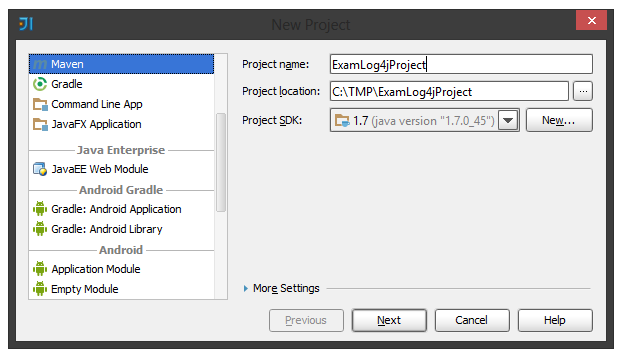 New Project
Maven
Gradle
Command Line App
JavaFX Application
Java Enterprise
JavaEE Web Module
Android Gradle
Gradle: Android Application
Gradle: Android Library
Android
Application Module
Empty Module
Project name: ExamLog4jProject
Project location: C:\TMP\ExamLog4jProject ...
Project SDK: 1.7 (java version "1.7.0_45") New...
More Settings
Previous Next Cancel Help